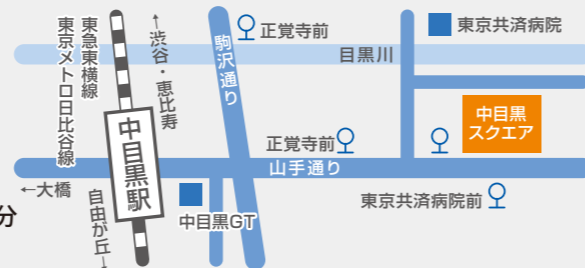 東急東横線
東京メトロ日比谷線
←渋谷・恵比寿
駒沢通り
正覚寺前
目黒川
東京共済病院
中目黒駅
正覚寺前
中目黒
スクエア
山手通り
←大橋
中目黒GT
東京共済病院前
自由が丘→
分